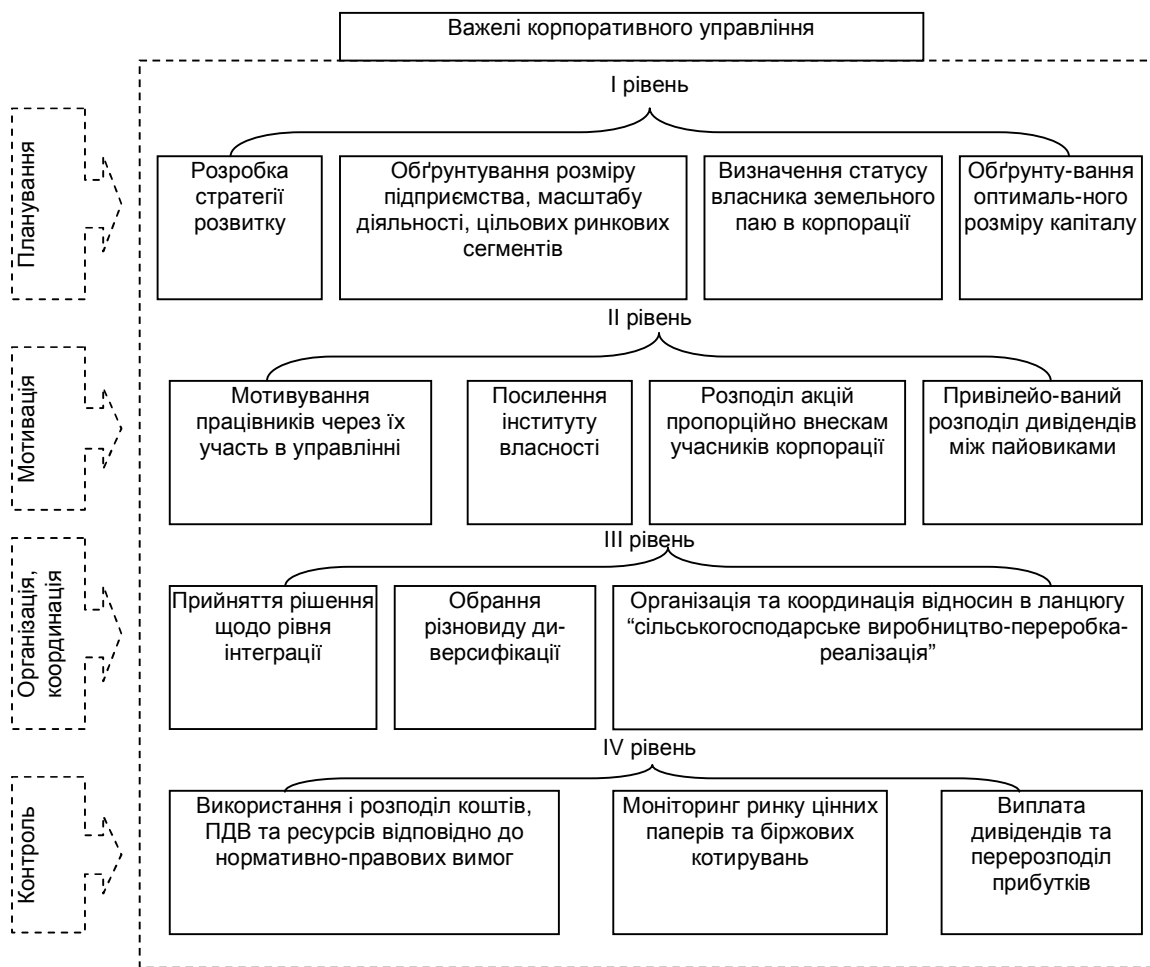 Важелі корпоративного управління
I рівень
Планування
Розробка
стратегії
розвитку
Обґрунтування розміру
підприємства, масштабу
діяльності, цільових ринкових
сегментів
Визначення статусу
власника земельного
паю в корпорації
Обґрунту-вання
оптималь-ного
розміру капіталу
II рівень
Мотивація
Мотивування
працівників через їх
участь в управлінні
Посилення
інституту
власності
Розподіл акцій
пропорційно внескам
учасників корпорації
Привілейо-ваний
розподіл дивідендів
між пайовиками
III рівень
Організація,
координація
Прийняття рішення
щодо рівня
інтеграції
Обрання
різновиду ди-
версифікації
Організація та координація відносин в ланцюгу
“сільськогосподарське виробництво-переробка-
реалізація”
IV рівень
Контроль
Використання і розподіл коштів,
ПДВ та ресурсів відповідно до
нормативно-правових вимог
Моніторинг ринку цінних
паперів та біржових
котирувань
Виплата
дивідендів та
перерозподіл
прибутків